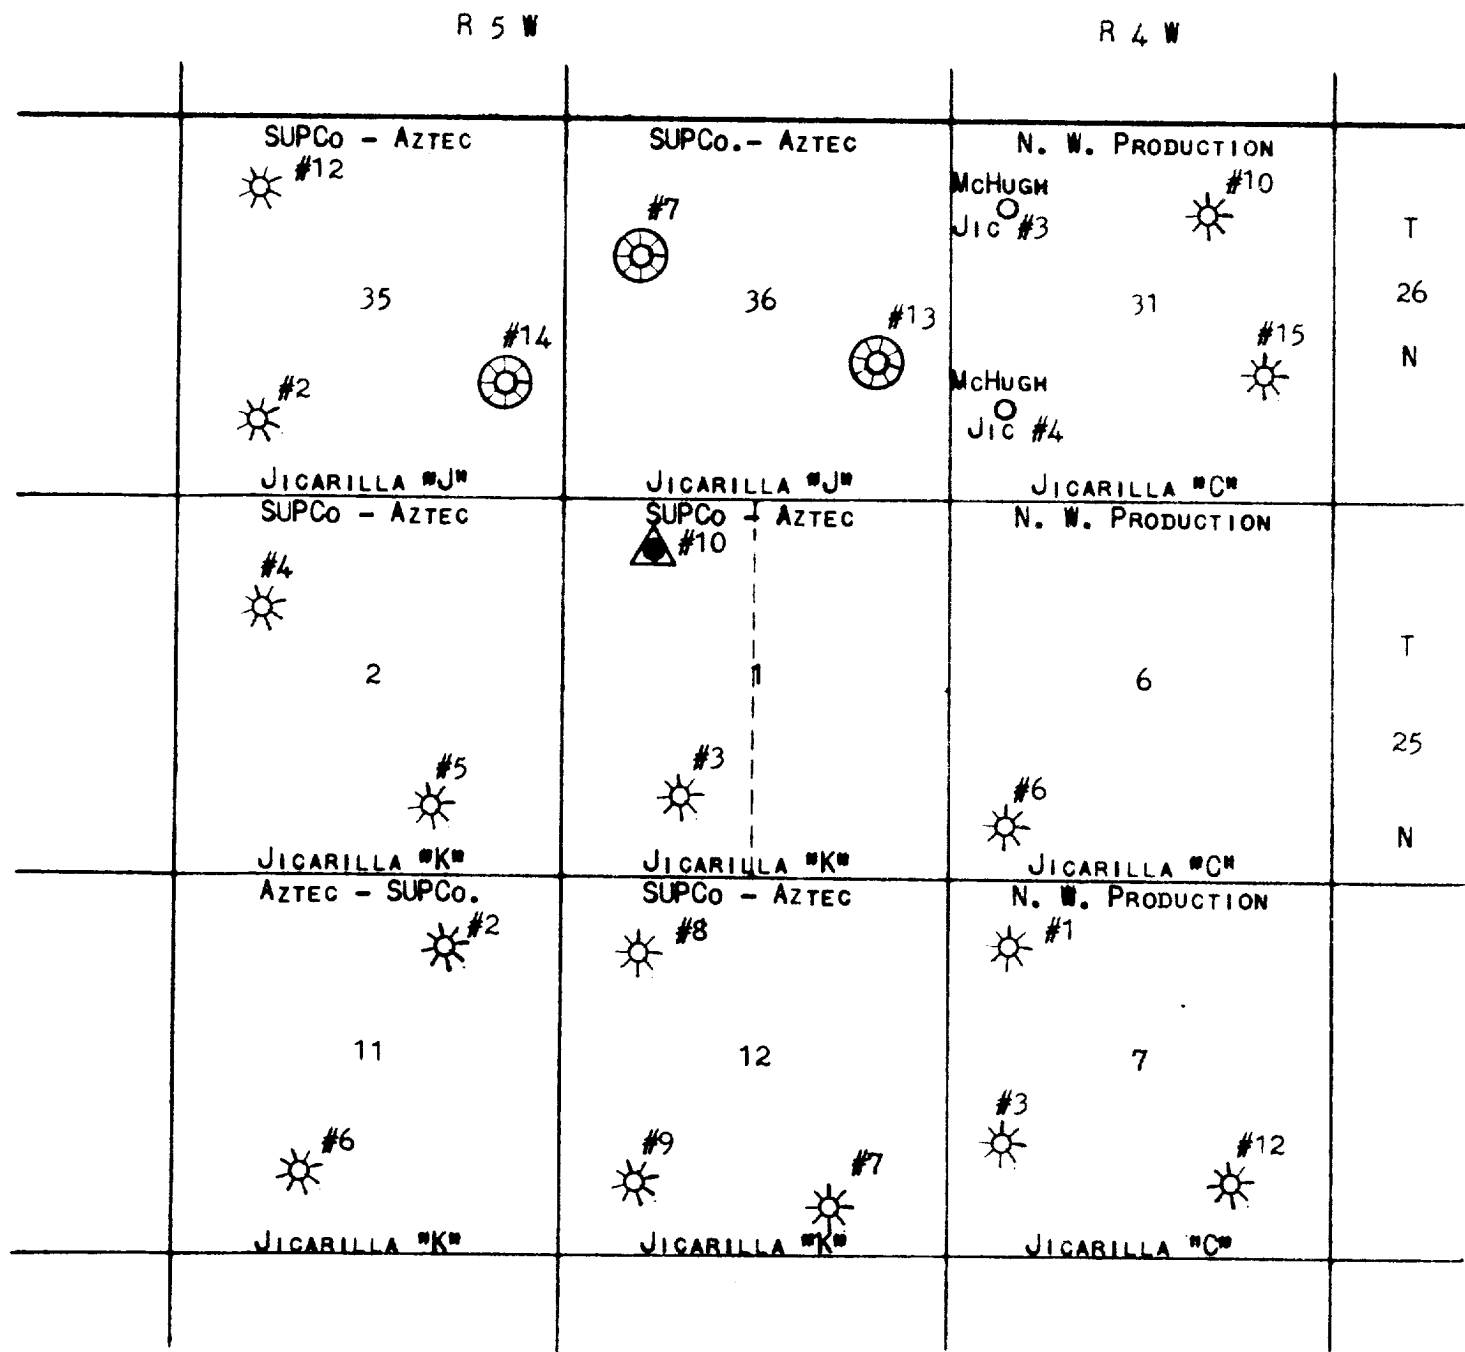 R 5 W
R 4 W
SUPCo - AZTEC
#12
35
#14
#2
JICARILLA "J"
SUPCo.- AZTEC
#7
36
#13
JICARILLA "J"
N. W. PRODUCTION
McHUGH
JIC #3
#10
31
#15
McHUGH
JIC #4
JICARILLA "C"
T
26
N
SUPCo - AZTEC
#4
2
#5
JICARILLA "K"
SUPCo - AZTEC
#10
1
#3
JICARILLA "K"
N. W. PRODUCTION
6
#6
JICARILLA "C"
T
25
N
AZTEC - SUPCo.
#2
11
#6
JICARILLA "K"
SUPCo - AZTEC
#8
12
#9
#7
JICARILLA "K"
N. W. PRODUCTION
#1
7
#3
#12
JICARILLA "C"